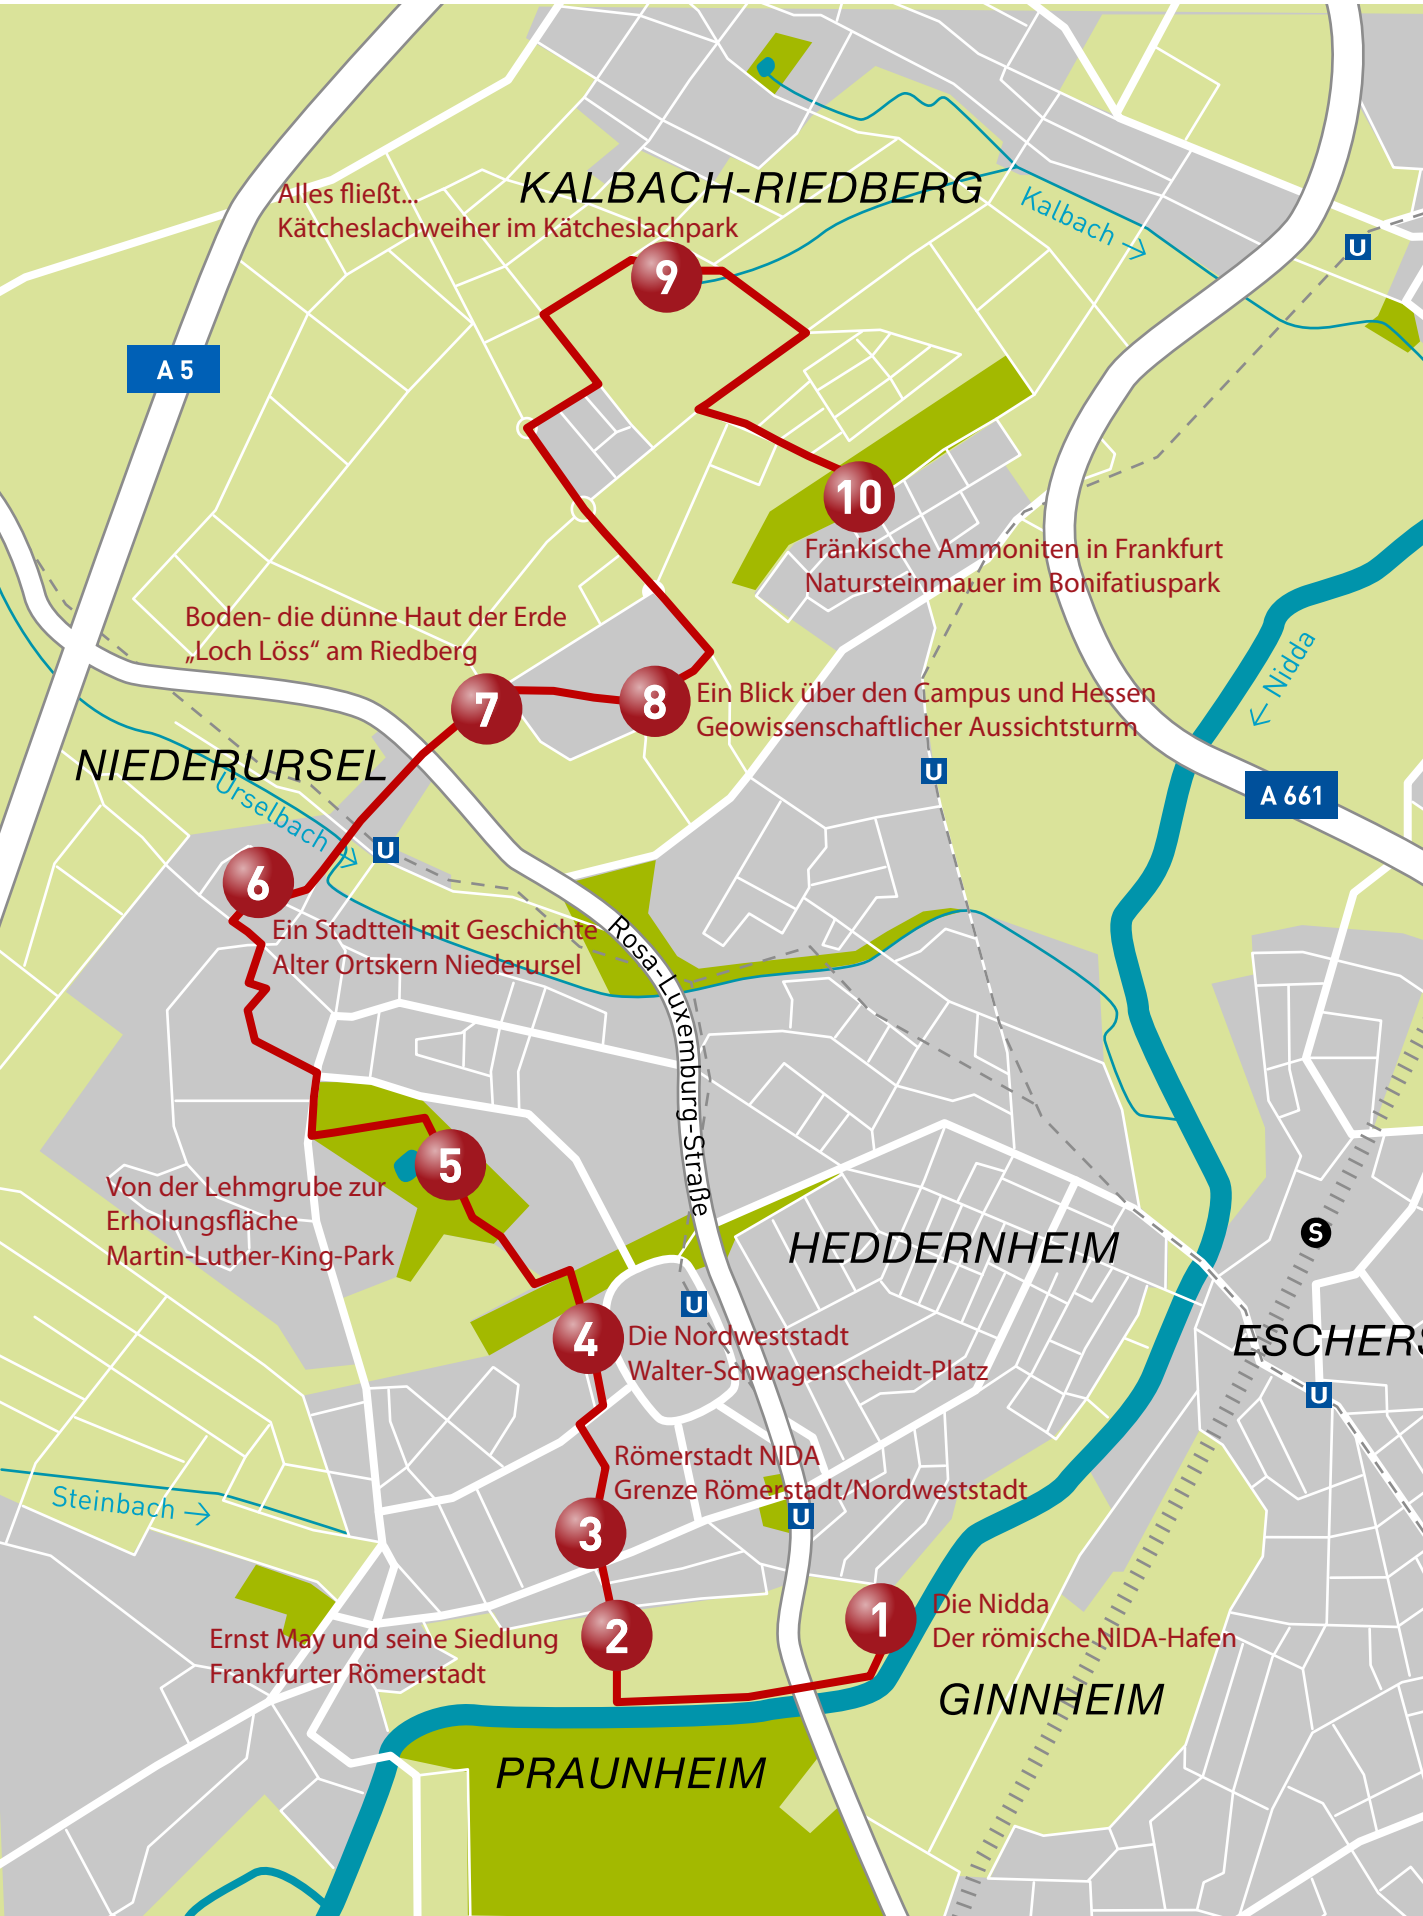 Alles fließt...
Kätcheslachweiher im Kätcheslachpark
KALBACH-RIEDBERG
Kalbach →
U
9
A 5
10
Fränkische Ammoniten in Frankfurt
Natursteinmauer im Bonifatiuspark
Boden- die dünne Haut der Erde
„Loch Löss“ am Riedberg
← Nidda
7
8
Ein Blick über den Campus und Hessen
Geowissenschaftlicher Aussichtsturm
NIEDERURSEL
Urselbach →
U
A 661
U
6
Ein Stadtteil mit Geschichte
Alter Ortskern Niederursel
Rosa-Luxemburg-Straße
5
Von der Lehmgrube zur
Erholungsfläche
Martin-Luther-King-Park
HEDDERNHEIM
S
U
4
Die Nordweststadt
Walter-Schwagenscheidt-Platz
ESCHERS
U
Römerstadt NIDA
Grenze Römerstadt/Nordweststadt
Steinbach →
U
3
1
Die Nidda
Der römische NIDA-Hafen
2
Ernst May und seine Siedlung
Frankfurter Römerstadt
GINNHEIM
PRAUNHEIM